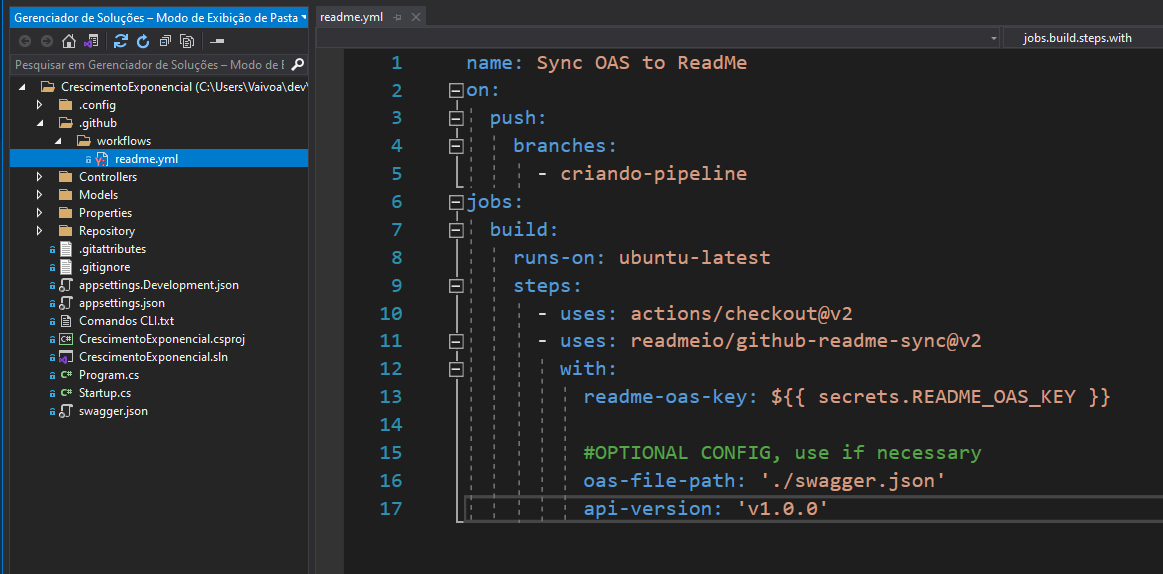 Gerenciador de Soluções – Modo de Exibição de Pasta
Pesquisar em Gerenciador de Soluções – Modo de E
CrescimentoExponencial (C:\Users\Vaivoa\dev\
.config
.github
workflows
readme.yml
Controllers
Models
Properties
Repository
.gitattributes
.gitignore
appsettings.Development.json
appsettings.json
Comandos CLI.txt
C# CrescimentoExponencial.csproj
CrescimentoExponencial.sln
C# Program.cs
C# Startup.cs
swagger.json
readme.yml
jobs.build.steps.with
1 name: Sync OAS to ReadMe
2 on:
3 push:
4 branches:
5 - criando-pipeline
6 jobs:
7 build:
8 runs-on: ubuntu-latest
9 steps:
10 - uses: actions/checkout@v2
11 - uses: readmeio/github-readme-sync@v2
12 with:
13 readme-oas-key: ${{ secrets.README_OAS_KEY }}
14
15 #OPTIONAL CONFIG, use if necessary
16 oas-file-path: './swagger.json'
17 api-version: 'v1.0.0'